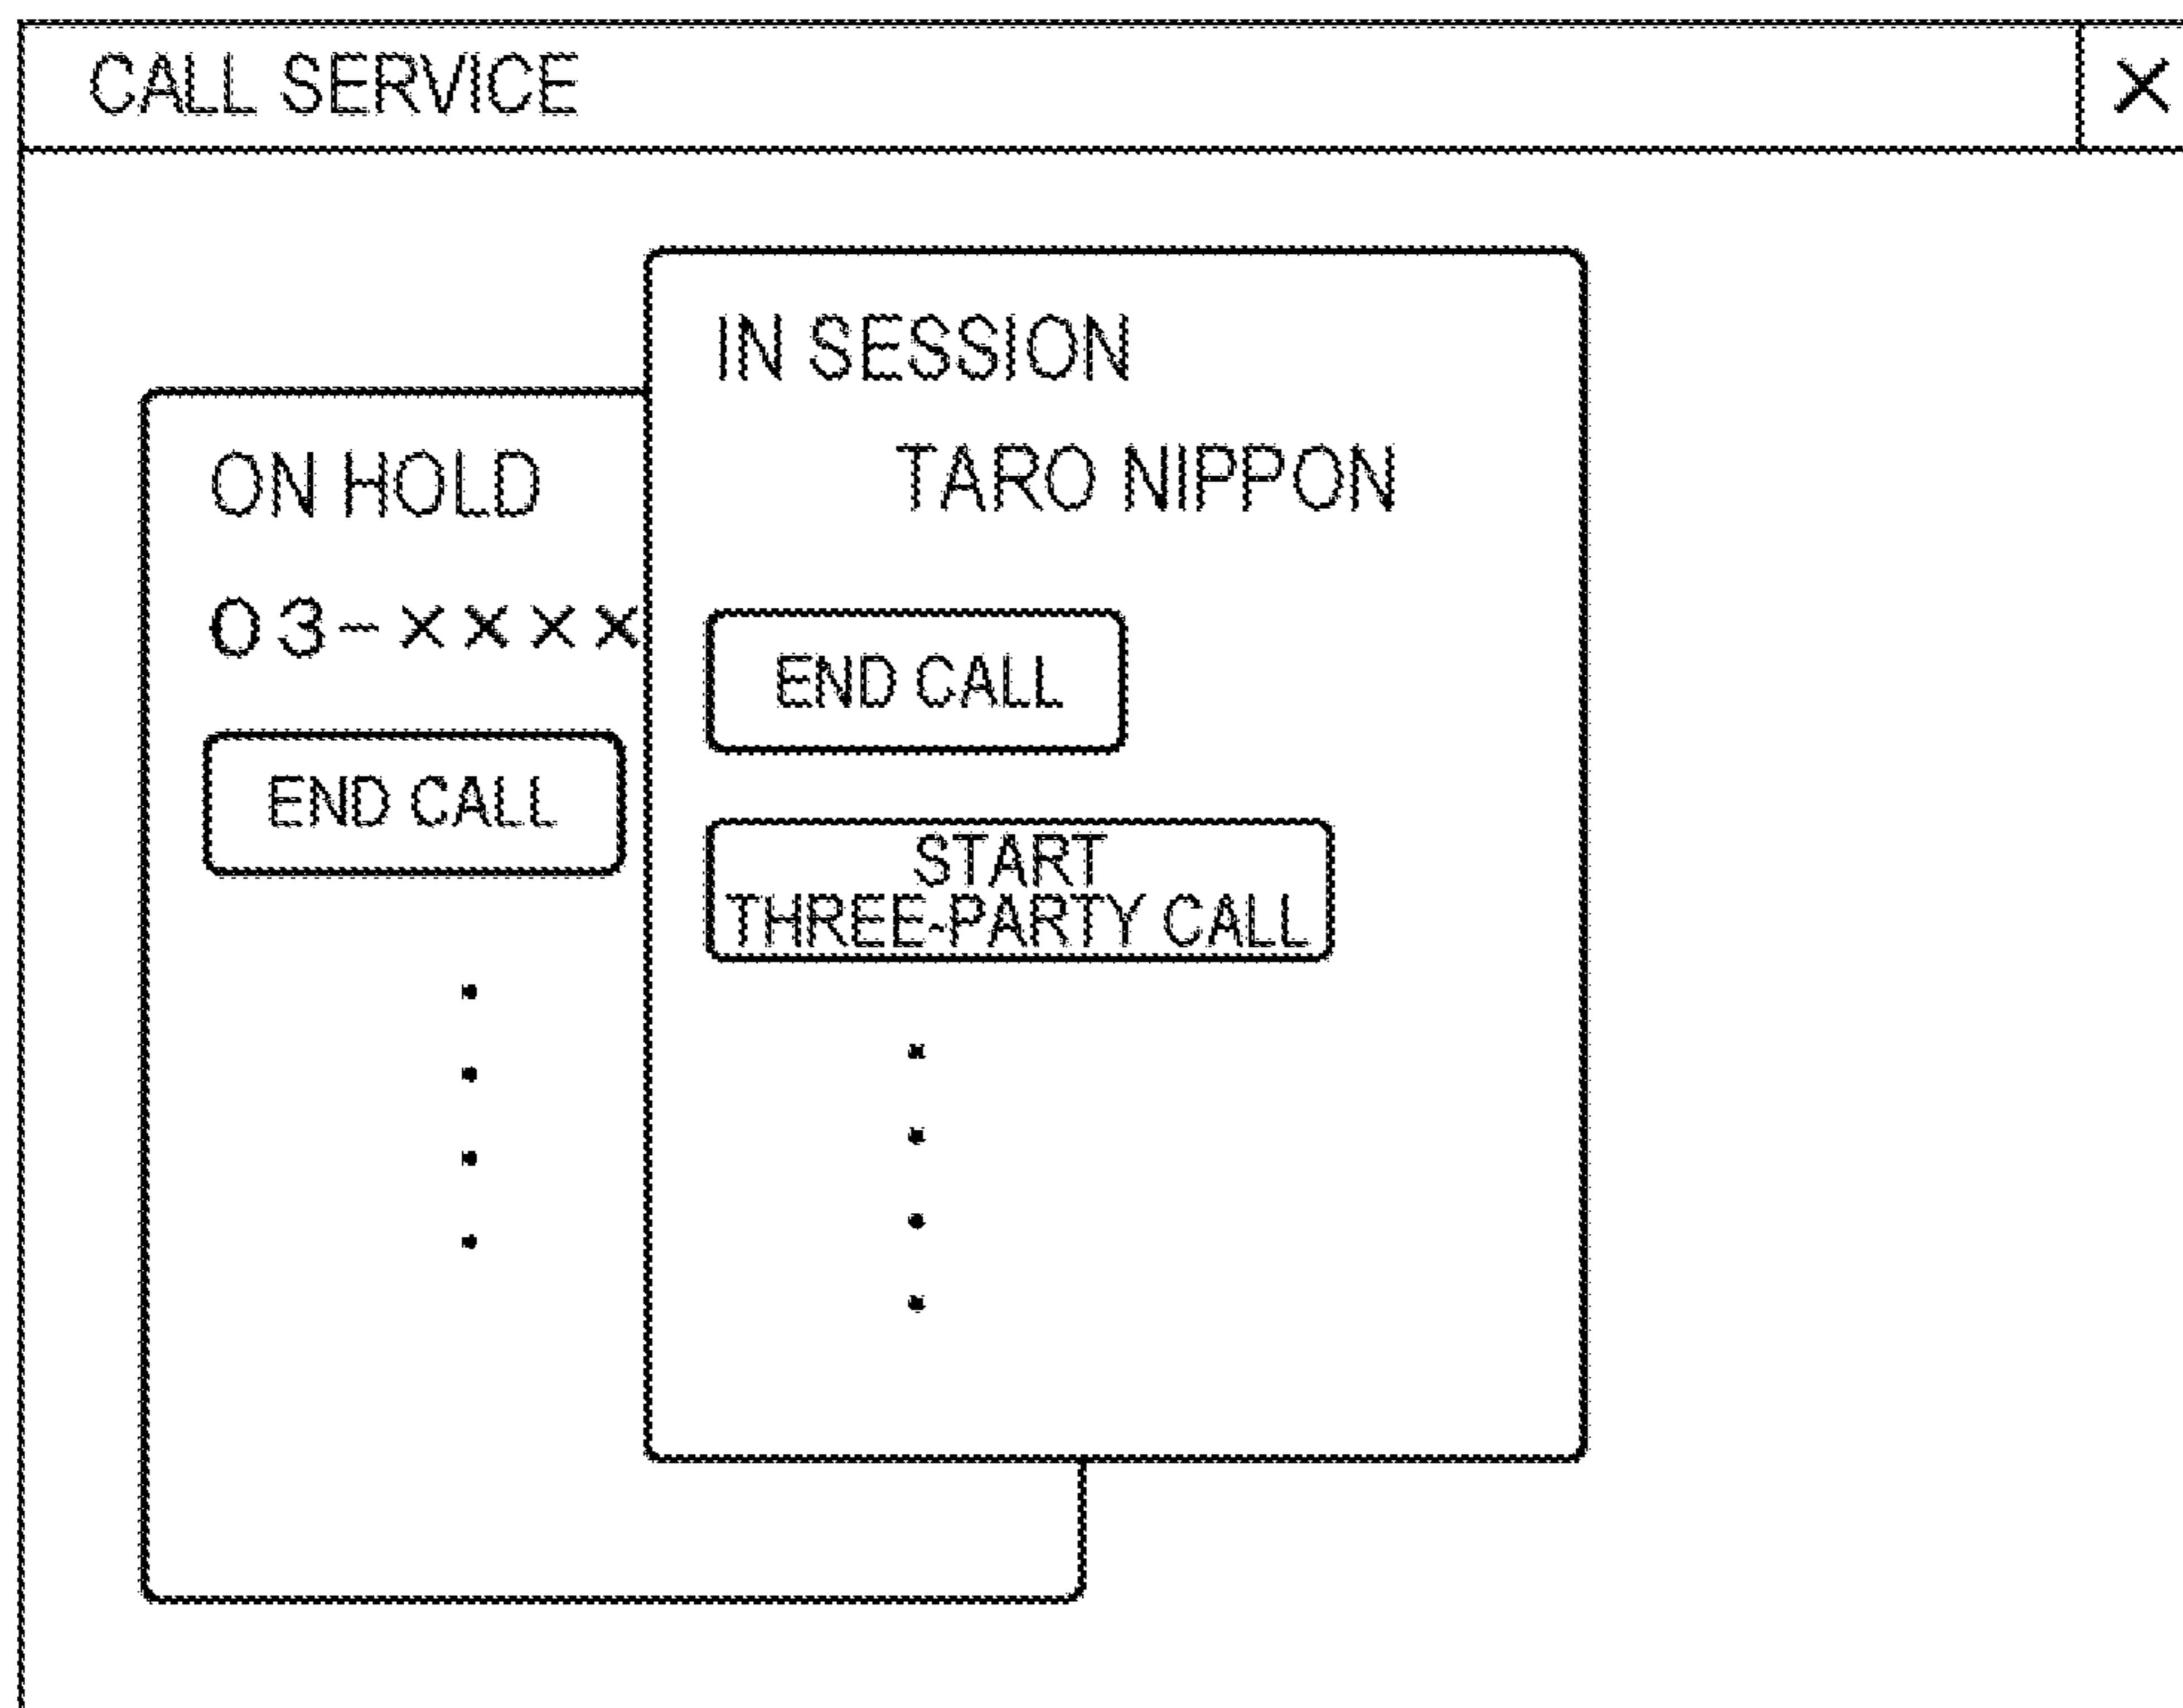 CALL SERVICE ×
IN SESSION
TARO NIPPON
END CALL
START
THREE-PARTY CALL
ON HOLD
03-××××
END CALL